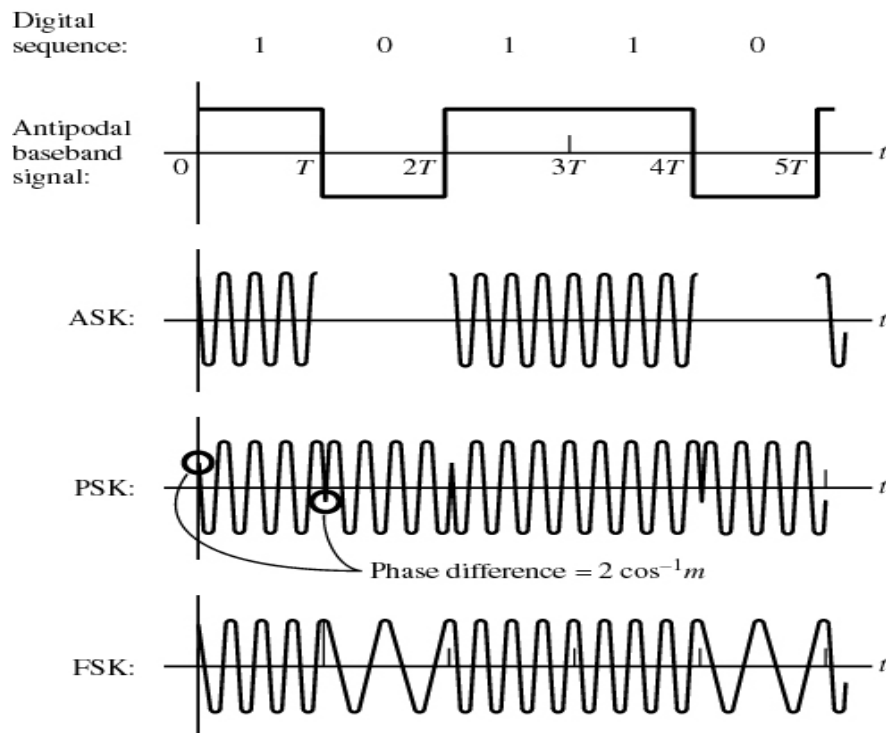 Digital
sequence: 1 0 1 1 0
Antipodal
baseband
signal:
0 T 2T 3T 4T 5T t
ASK: t
PSK: t
Phase difference = 2 cos⁻¹m
FSK: t